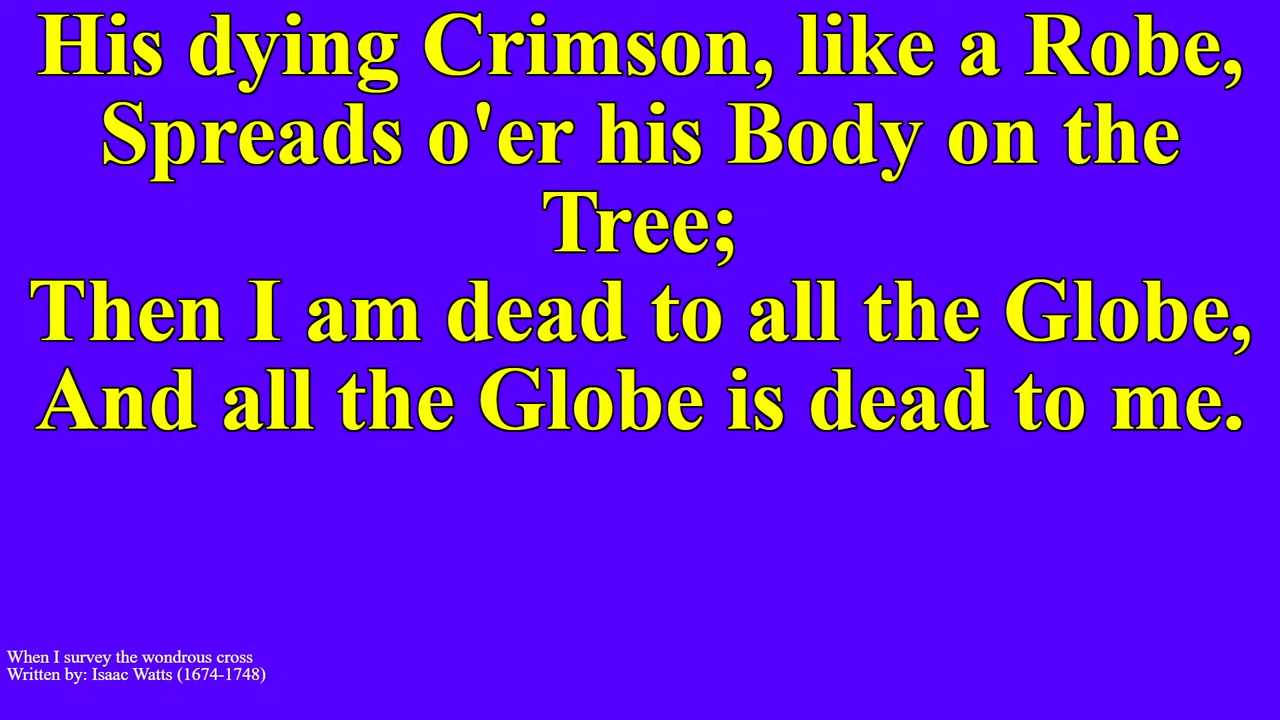 His dying Crimson, like a Robe,
Spreads o'er his Body on the
Tree;
Then I am dead to all the Globe,
And all the Globe is dead to me.
When I survey the wondrous cross
Written by: Isaac Watts (1674-1748)